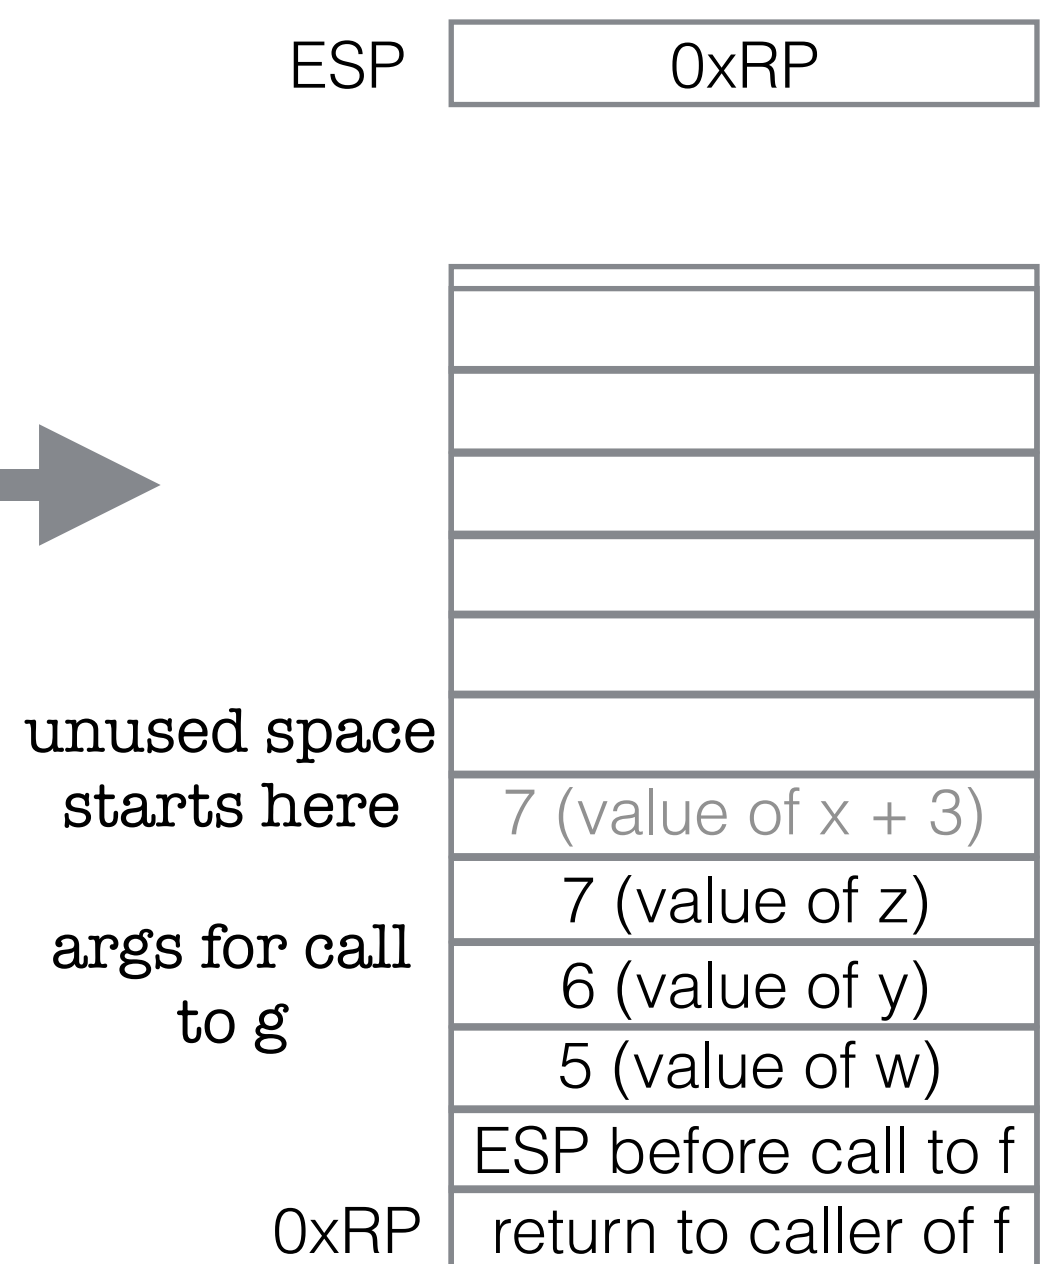 ESP
0xRP
unused space
starts here
7 (value of x + 3)
7 (value of z)
args for call
to g
6 (value of y)
5 (value of w)
ESP before call to f
0xRP
return to caller of f